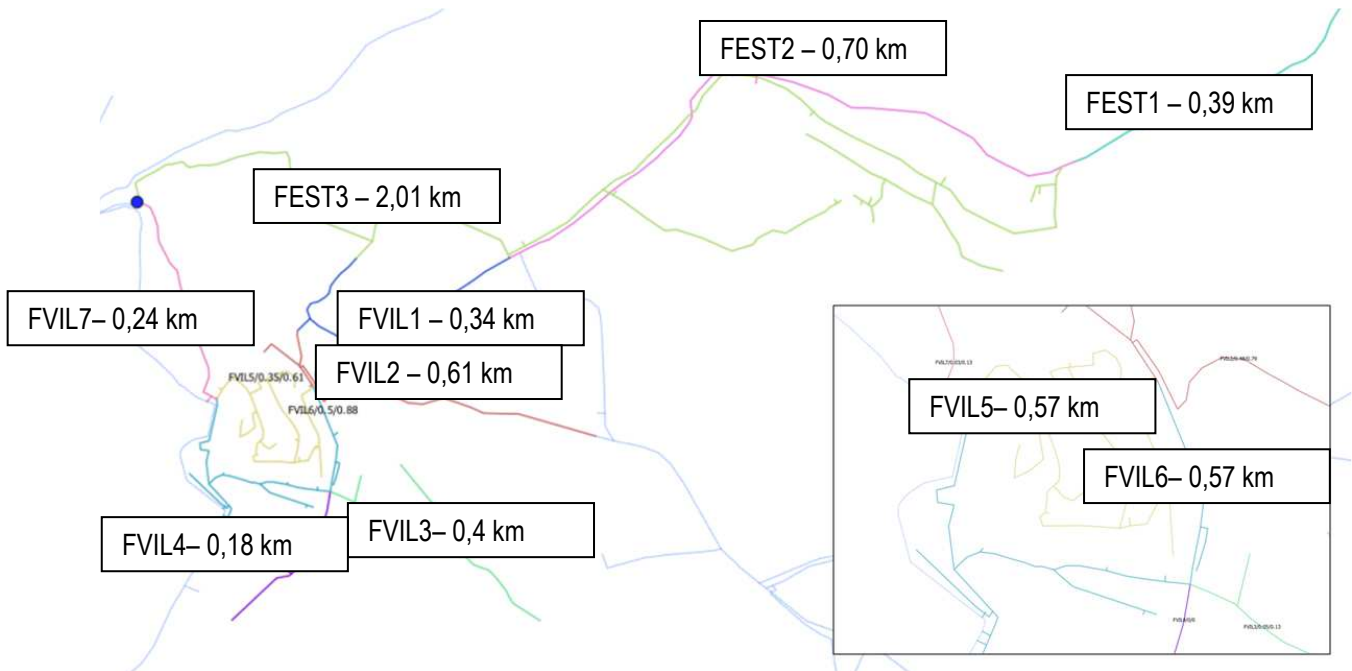 FEST2 – 0,70 km
FEST1 – 0,39 km
FEST3 – 2,01 km
FVIL7– 0,24 km
FVIL1 – 0,34 km
FVIL2 – 0,61 km
FVIL5/0.35/0.61
FVIL6/0.5/0.88
FVIL5– 0,57 km
FVIL6– 0,57 km
FVIL3– 0,4 km
FVIL4– 0,18 km